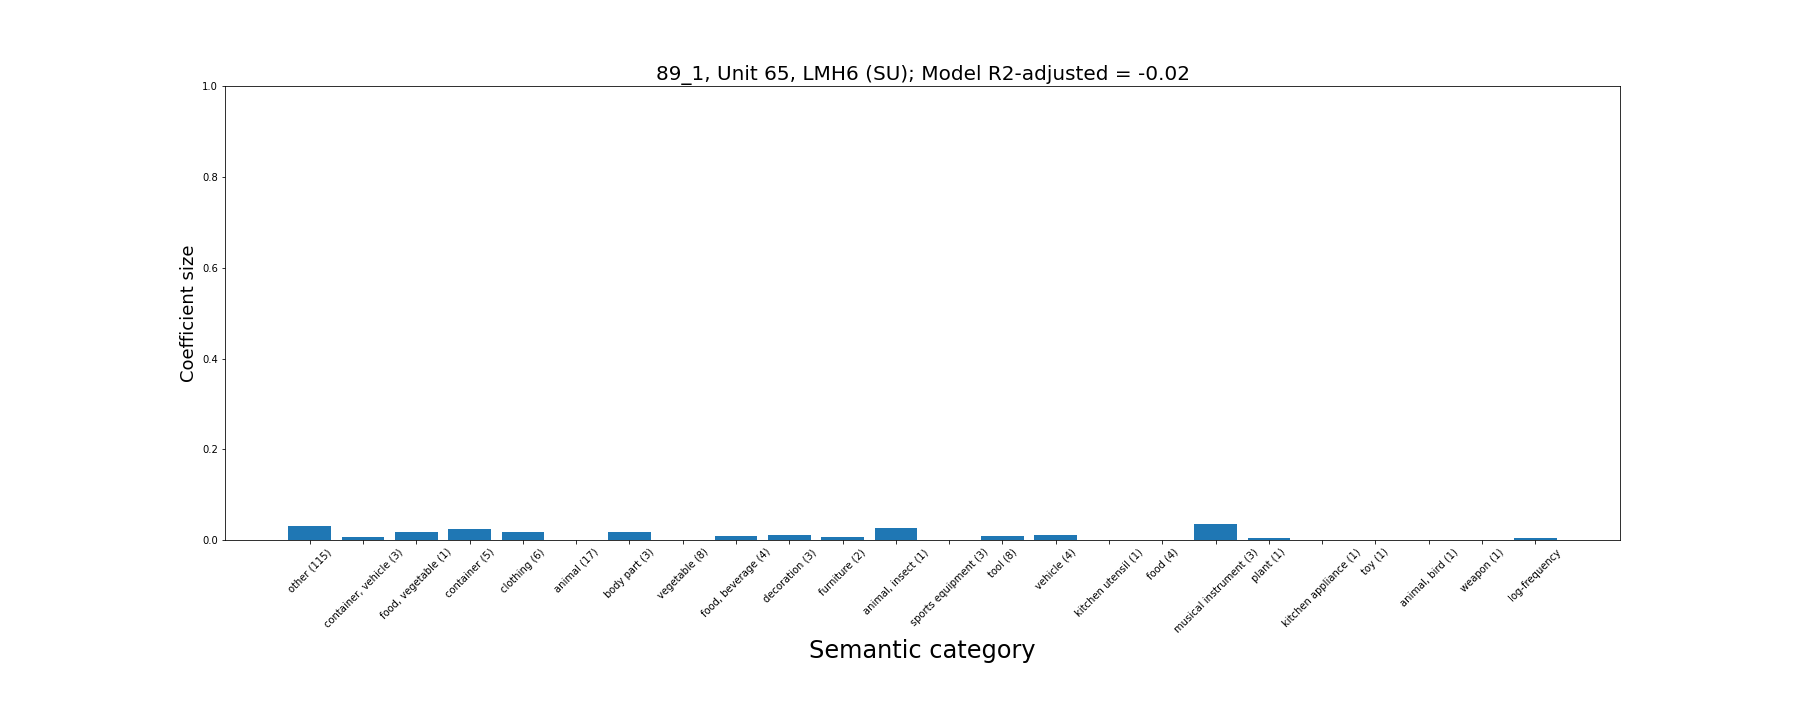 89_1, Unit 65, LMH6 (SU); Model R2-adjusted = -0.02
Coefficient size
1.0
0.8
0.6
0.4
0.2
0.0
other (115)
container, vehicle (3)
food, vegetable (1)
container (5)
clothing (6)
animal (17)
body part (3)
vegetable (8)
food, beverage (4)
decoration (3)
furniture (2)
animal, insect (1)
sports equipment (3)
tool (8)
vehicle (4)
kitchen utensil (1)
food (4)
musical instrument (3)
plant (1)
kitchen appliance (1)
toy (1)
animal, bird (1)
weapon (1)
log-frequency
Semantic category